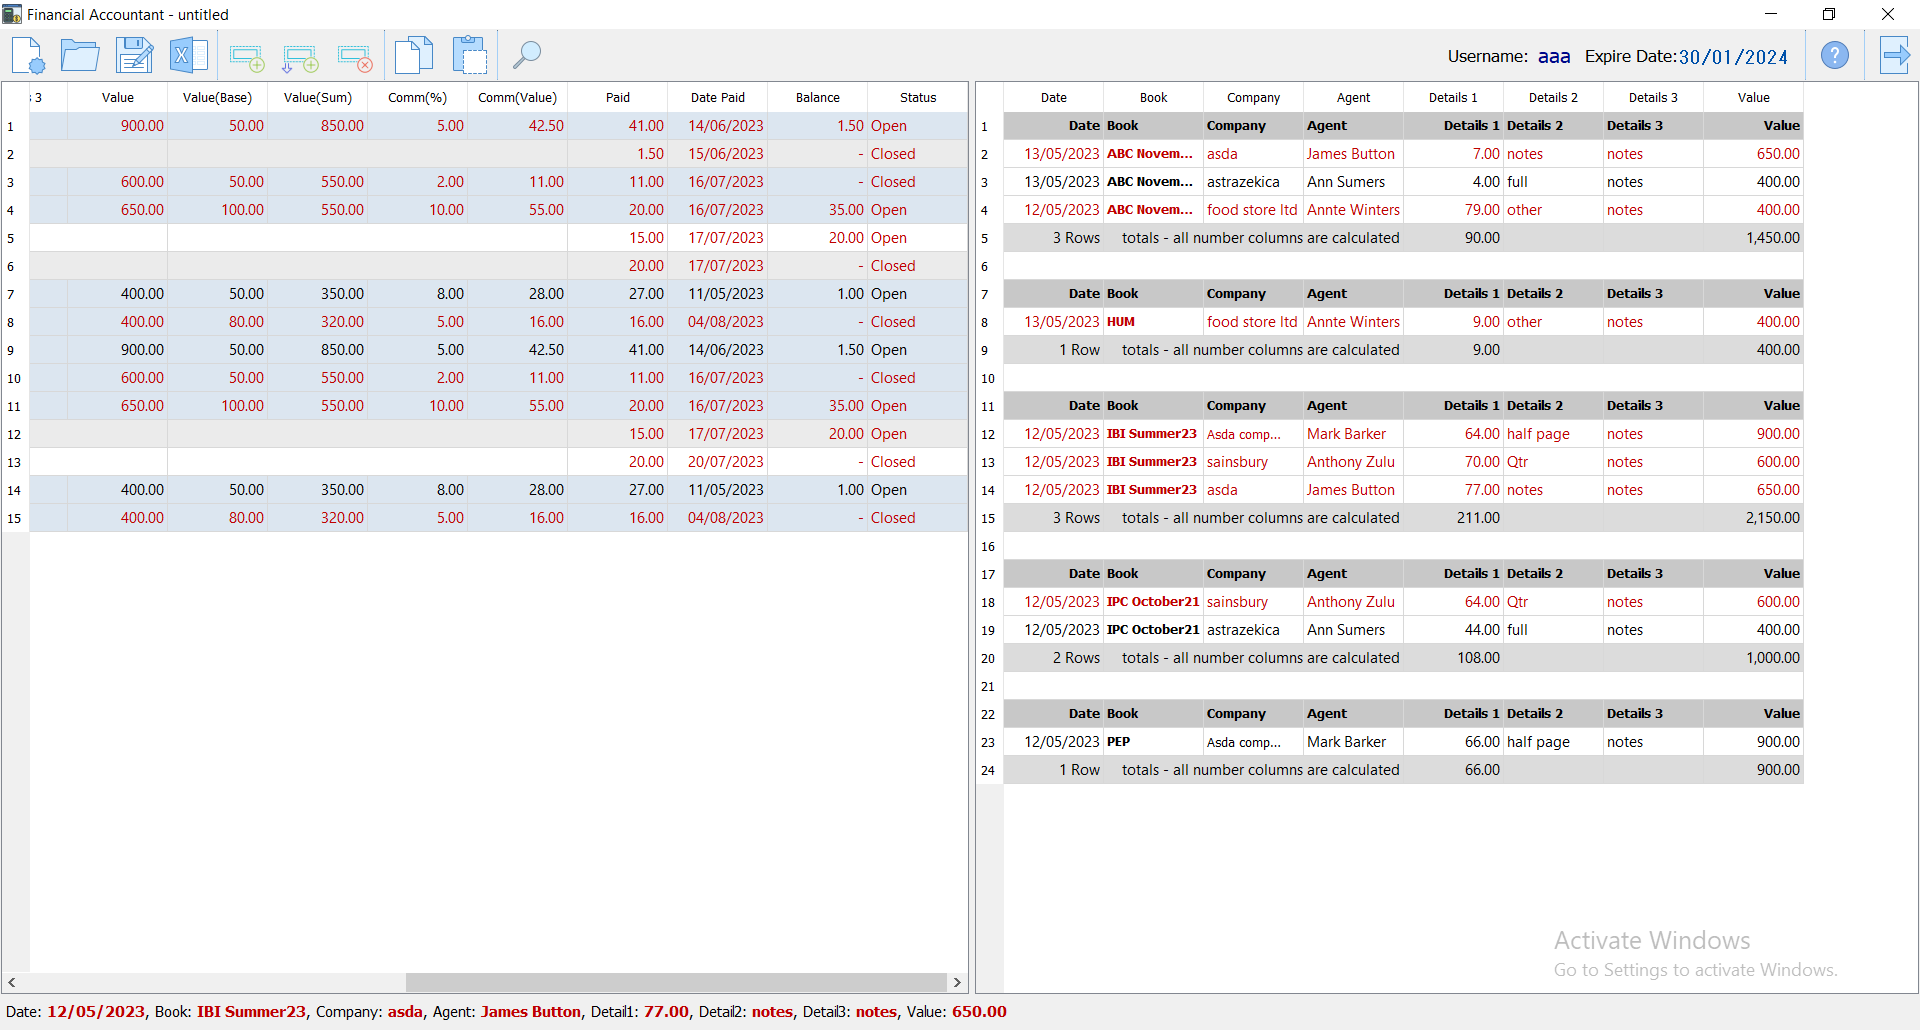 Financial Accountant - untitled
Username: aaa Expire Date:30/01/2024 ?
3 Value Value(Base) Value(Sum) Comm(%) Comm(Value) Paid Date Paid Balance Status
1 900.00 50.00 850.00 5.00 42.50 41.00 14/06/2023 1.50 Open
2 1.50 15/06/2023 - Closed
3 600.00 50.00 550.00 2.00 11.00 11.00 16/07/2023 - Closed
4 650.00 100.00 550.00 10.00 55.00 20.00 16/07/2023 35.00 Open
5 15.00 17/07/2023 20.00 Open
6 20.00 17/07/2023 - Closed
7 400.00 50.00 350.00 8.00 28.00 27.00 11/05/2023 1.00 Open
8 400.00 80.00 320.00 5.00 16.00 16.00 04/08/2023 - Closed
9 900.00 50.00 850.00 5.00 42.50 41.00 14/06/2023 1.50 Open
10 600.00 50.00 550.00 2.00 11.00 11.00 16/07/2023 - Closed
11 650.00 100.00 550.00 10.00 55.00 20.00 16/07/2023 35.00 Open
12 15.00 17/07/2023 20.00 Open
13 20.00 20/07/2023 - Closed
14 400.00 50.00 350.00 8.00 28.00 27.00 11/05/2023 1.00 Open
15 400.00 80.00 320.00 5.00 16.00 16.00 04/08/2023 - Closed
Date Book Company Agent Details 1 Details 2 Details 3 Value
1 Date Book Company Agent Details 1 Details 2 Details 3 Value
2 13/05/2023 ABC Novem... asda James Button 7.00 notes notes 650.00
3 13/05/2023 ABC Novem... astrazekica Ann Sumers 4.00 full notes 400.00
4 12/05/2023 ABC Novem... food store ltd Annte Winters 79.00 other notes 400.00
5 3 Rows totals - all number columns are calculated 90.00 1,450.00
6
7 Date Book Company Agent Details 1 Details 2 Details 3 Value
8 13/05/2023 HUM food store ltd Annte Winters 9.00 other notes 400.00
9 1 Row totals - all number columns are calculated 9.00 400.00
10
11 Date Book Company Agent Details 1 Details 2 Details 3 Value
12 12/05/2023 IBI Summer23 Asda comp... Mark Barker 64.00 half page notes 900.00
13 12/05/2023 IBI Summer23 sainsbury Anthony Zulu 70.00 Qtr notes 600.00
14 12/05/2023 IBI Summer23 asda James Button 77.00 notes notes 650.00
15 3 Rows totals - all number columns are calculated 211.00 2,150.00
16
17 Date Book Company Agent Details 1 Details 2 Details 3 Value
18 12/05/2023 IPC October21 sainsbury Anthony Zulu 64.00 Qtr notes 600.00
19 12/05/2023 IPC October21 astrazekica Ann Sumers 44.00 full notes 400.00
20 2 Rows totals - all number columns are calculated 108.00 1,000.00
21
22 Date Book Company Agent Details 1 Details 2 Details 3 Value
23 12/05/2023 PEP Asda comp... Mark Barker 66.00 half page notes 900.00
24 1 Row totals - all number columns are calculated 66.00 900.00
Activate Windows
Go to Settings to activate Windows.
Date: 12/05/2023, Book: IBI Summer23, Company: asda, Agent: James Button, Detail1: 77.00, Detail2: notes, Detail3: notes, Value: 650.00